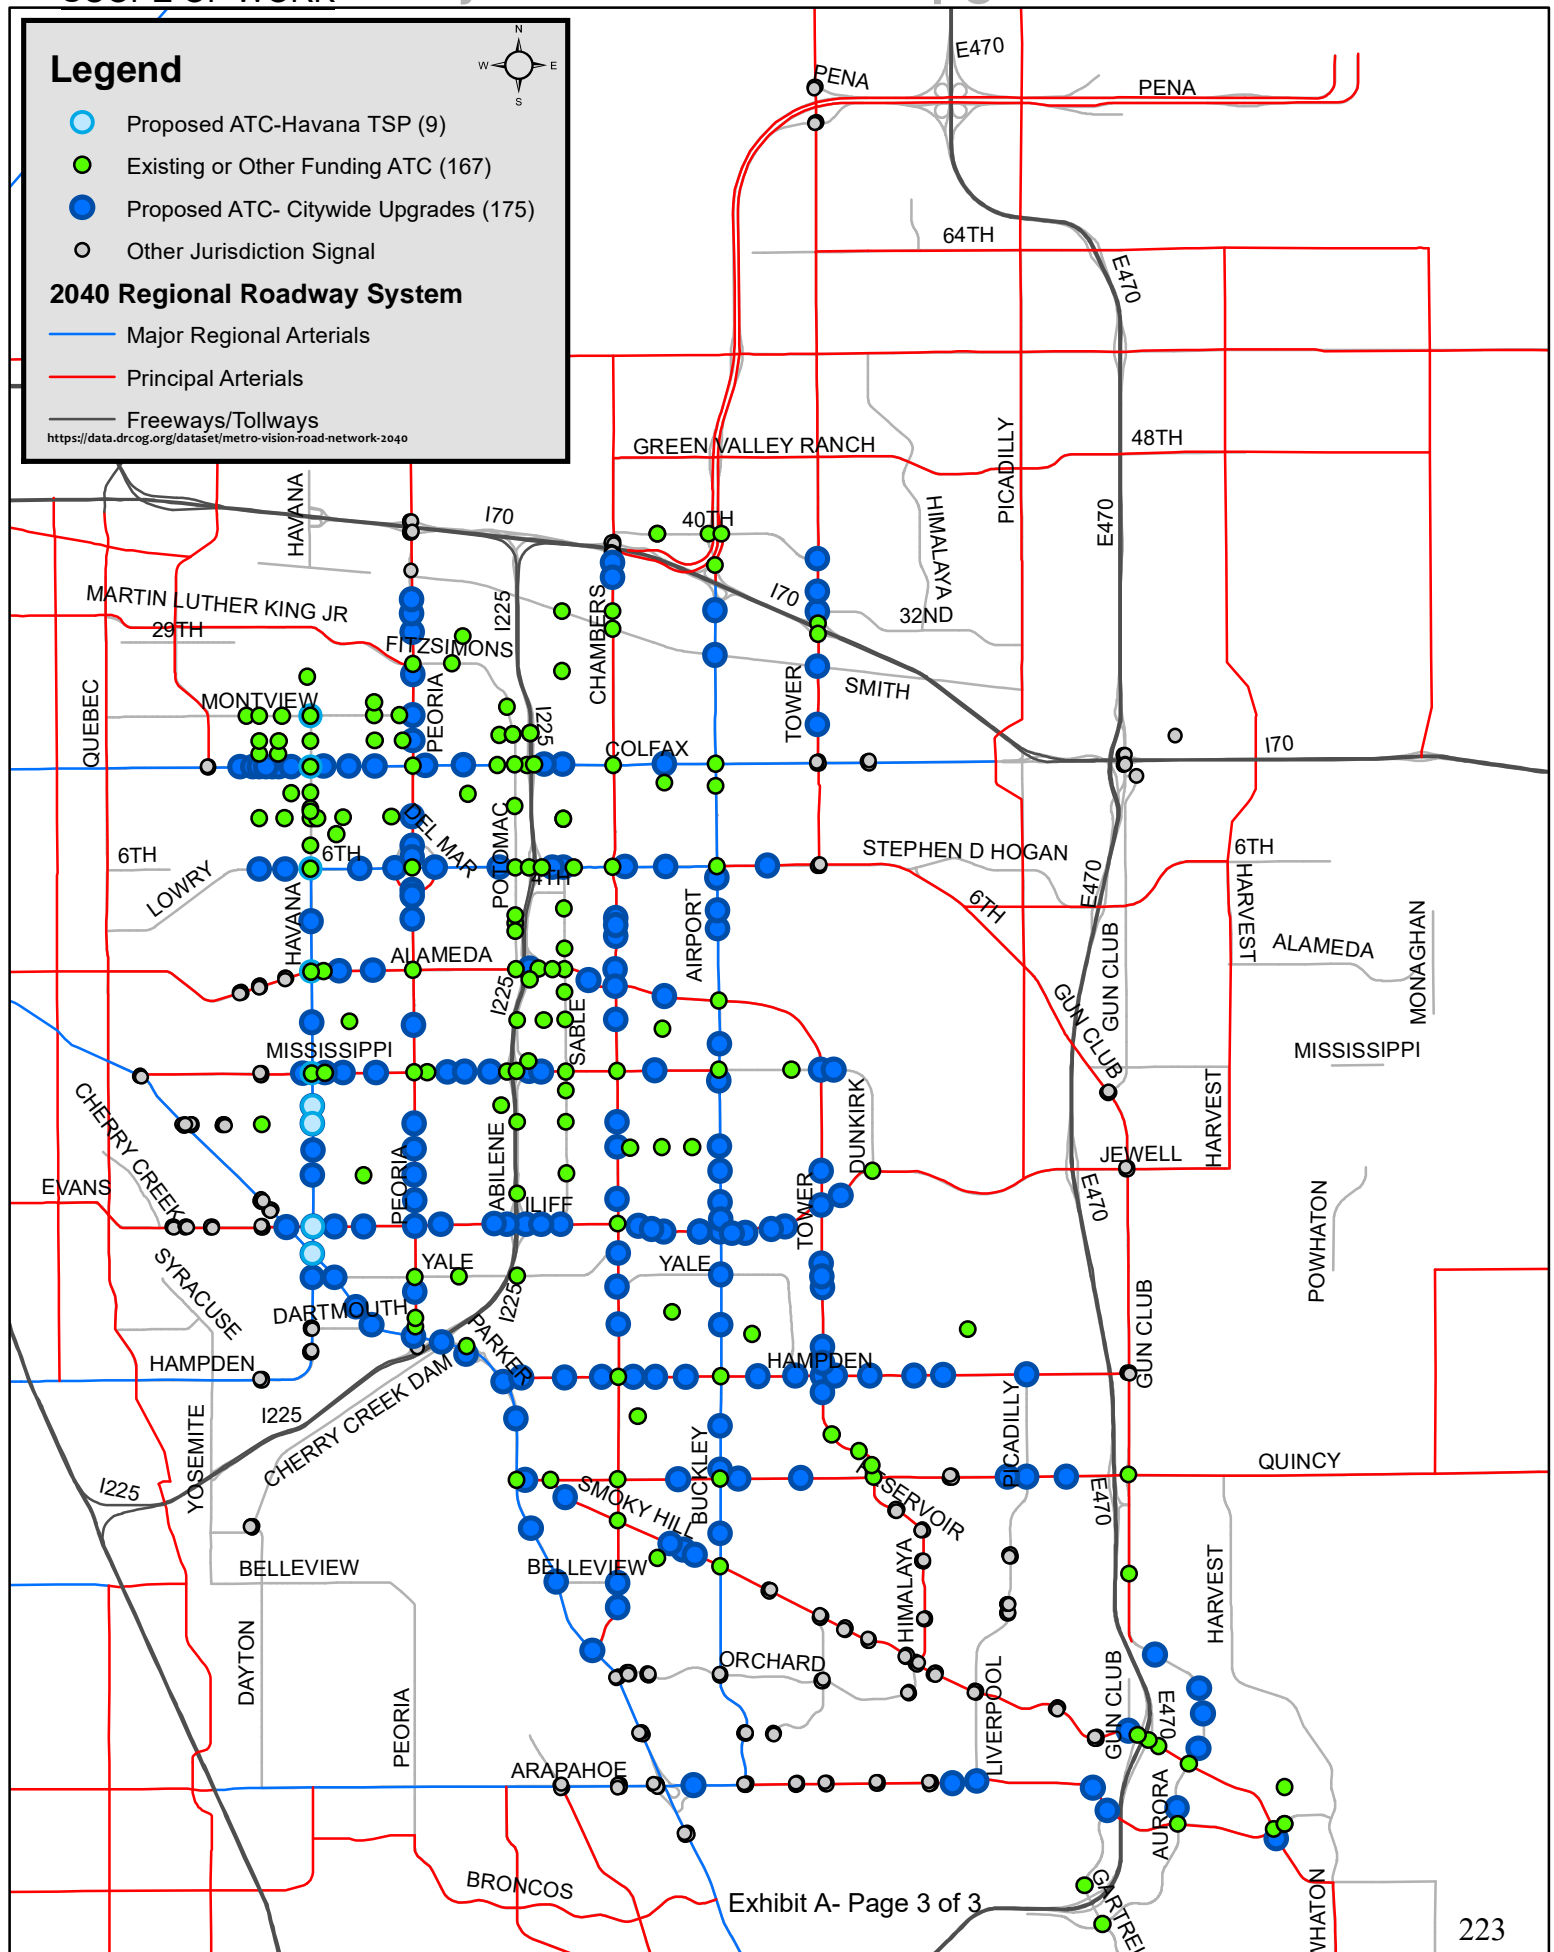 SCOPE OF WORK
Legend
N
W E
S
Proposed ATC-Havana TSP (9)
Existing or Other Funding ATC (167)
Proposed ATC- Citywide Upgrades (175)
Other Jurisdiction Signal
2040 Regional Roadway System
Major Regional Arterials
Principal Arterials
Freeways/Tollways
https://data.drcog.org/dataset/metro-vision-road-network-2040
E470
PENA
PENA
64TH
E470
PICADILLY
48TH
GREEN VALLEY RANCH
HAVANA
I70
40TH
HIMALAYA
E470
MARTIN LUTHER KING JR
29TH
FITZSIMONS
I225
CHAMBERS
I70
32ND
QUEBEC
MONTVIEW
PEORIA
I225
TOWER
SMITH
COLFAX
I70
6TH
LOWRY
6TH
DEL MAR
POTOMAC
4TH
STEPHEN D HOGAN
6TH
E470
6TH
HARVEST
HAVANA
ALAMEDA
I225
SABLE
AIRPORT
GUN CLUB
GUN CLUB
ALAMEDA
MONAGHAN
MISSISSIPPI
MISSISSIPPI
CHERRY CREEK
DUNKIRK
HARVEST
EVANS
PEORIA
ABILENE
ILIFF
TOWER
JEWELL
E470
POWHATON
SYRACUSE
YALE
YALE
DARTMOUTH
I225
PARKER
HAMPDEN
HAMPDEN
GUN CLUB
CHERRY CREEK DAM
I225
YOSEMITE
I225
BUCKLEY
PICADILLY
QUINCY
SMOKY HILL
RESERVOIR
E470
BELLEVIEW
BELLEVIEW
HIMALAYA
HARVEST
DAYTON
PEORIA
ORCHARD
LIVERPOOL
GUN CLUB
E470
ARAPAHOE
AURORA
BRONCOS
Exhibit A- Page 3 of 3
223